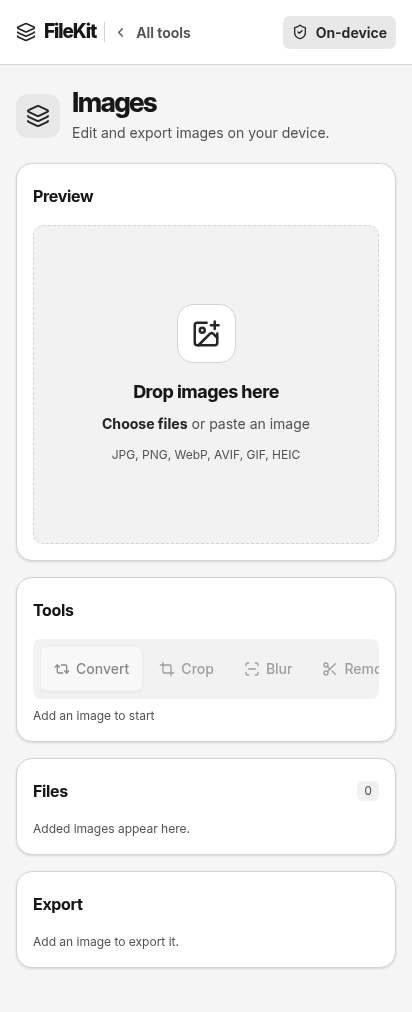 FileKit
All tools
On-device
Images
Edit and export images on your device.
Preview
Drop images here
Choose files or paste an image
JPG, PNG, WebP, AVIF, GIF, HEIC
Tools
Convert
Crop
Blur
Add an image to start
Files
0
Added images appear here.
Export
Add an image to export it.